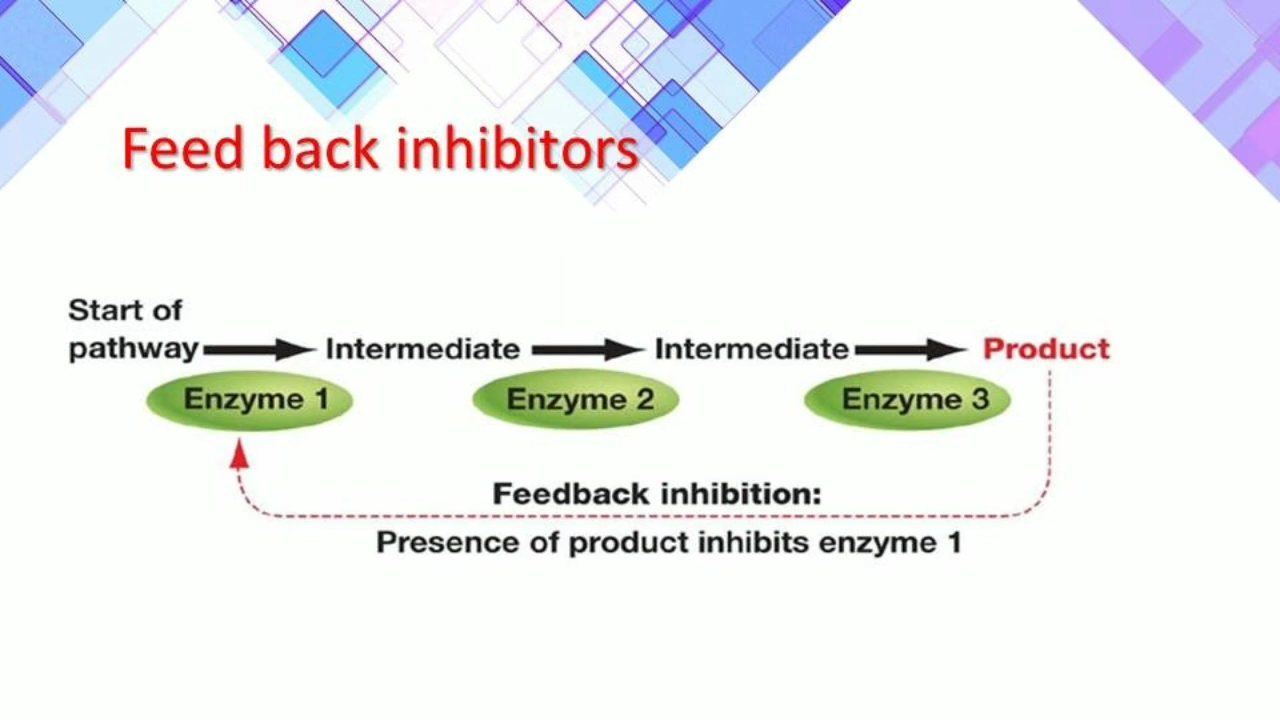 Feed back inhibitors
Start of
pathway Intermediate Intermediate Product
Enzyme 1 Enzyme 2 Enzyme 3
Feedback inhibition:
Presence of product inhibits enzyme 1